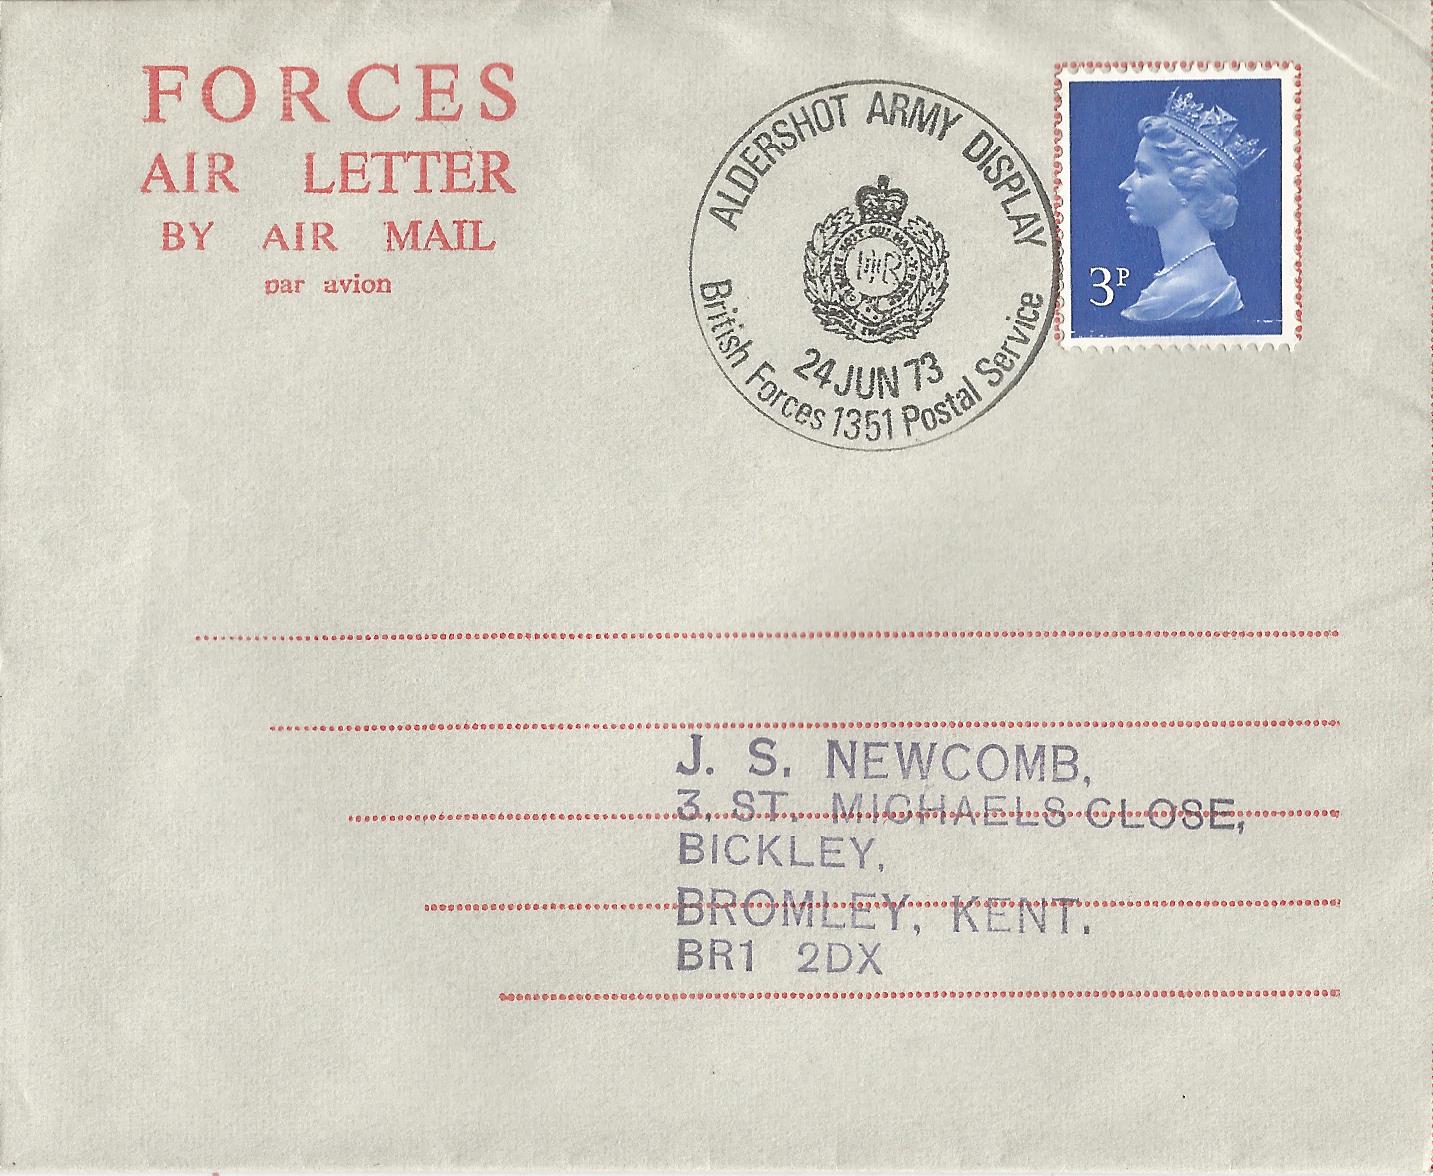 FORCES
AIR LETTER
BY AIR MAIL
par avion
ALDERSHOT ARMY DISPLAY
24 JUN 73
British Forces 1351 Postal Service
3P
J. S. NEWCOMB,
3, ST. MICHAELS CLOSE,
BICKLEY,
BROMLEY, KENT.
BR1 2DX